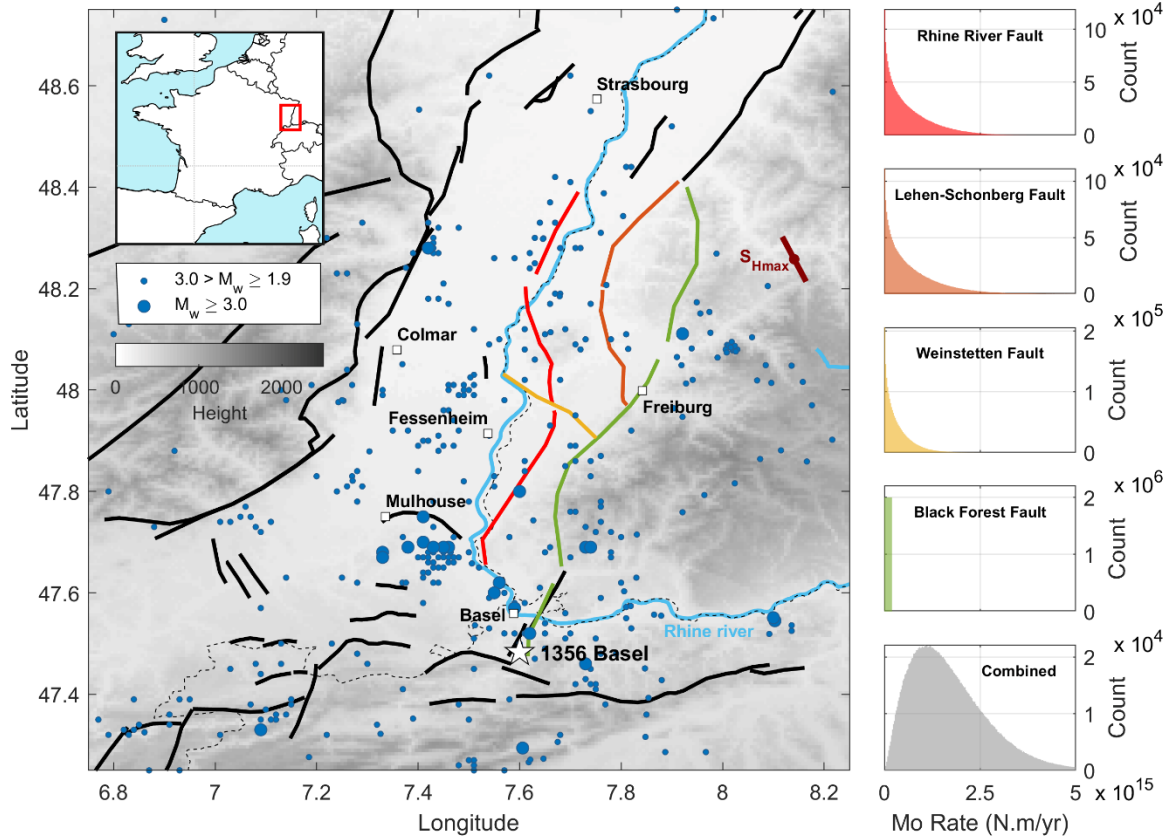 48.6
48.4
48.2
48
47.8
47.6
47.4
Latitude
6.8
7
7.2
7.4
7.6
7.8
8
8.2
Longitude
3.0 > Mw ≥ 1.9
Mw ≥ 3.0
0
1000
2000
Height
Strasbourg
SHmax
Colmar
Fessenheim
Freiburg
Mulhouse
Basel
Rhine river
1356 Basel
x 10^4
Rhine River Fault
10
5
0
Count
x 10^4
Lehen-Schonberg Fault
10
5
0
Count
x 10^5
Weinstetten Fault
2
1
0
Count
x 10^6
Black Forest Fault
2
1
0
Count
x 10^4
Combined
2
1
0
Count
0
2.5
5
x 10^15
Mo Rate (N.m/yr)